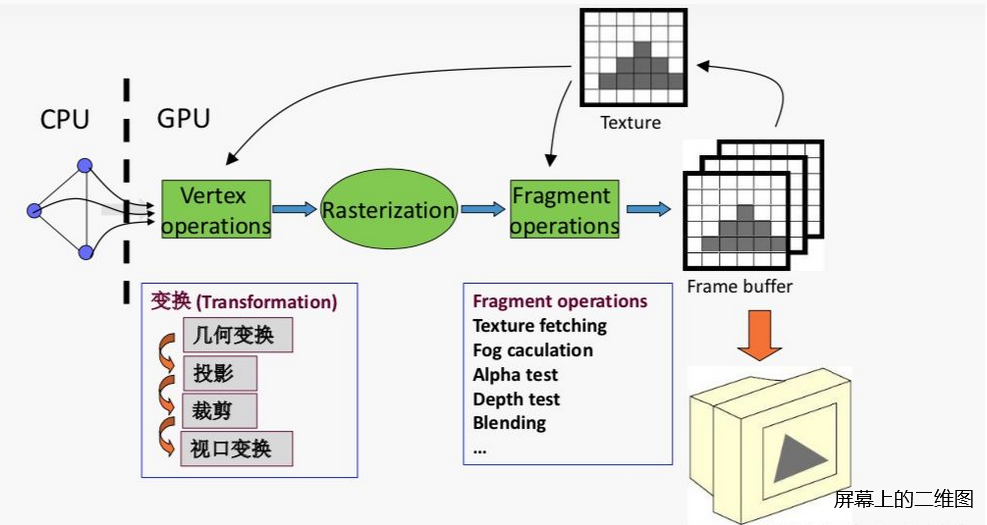 CPU
GPU
Texture
Vertex
operations
Rasterization
Fragment
operations
Frame buffer
变换 (Transformation)
几何变换
投影
裁剪
视口变换
Fragment operations
Texture fetching
Fog caculation
Alpha test
Depth test
Blending
...
屏幕上的二维图